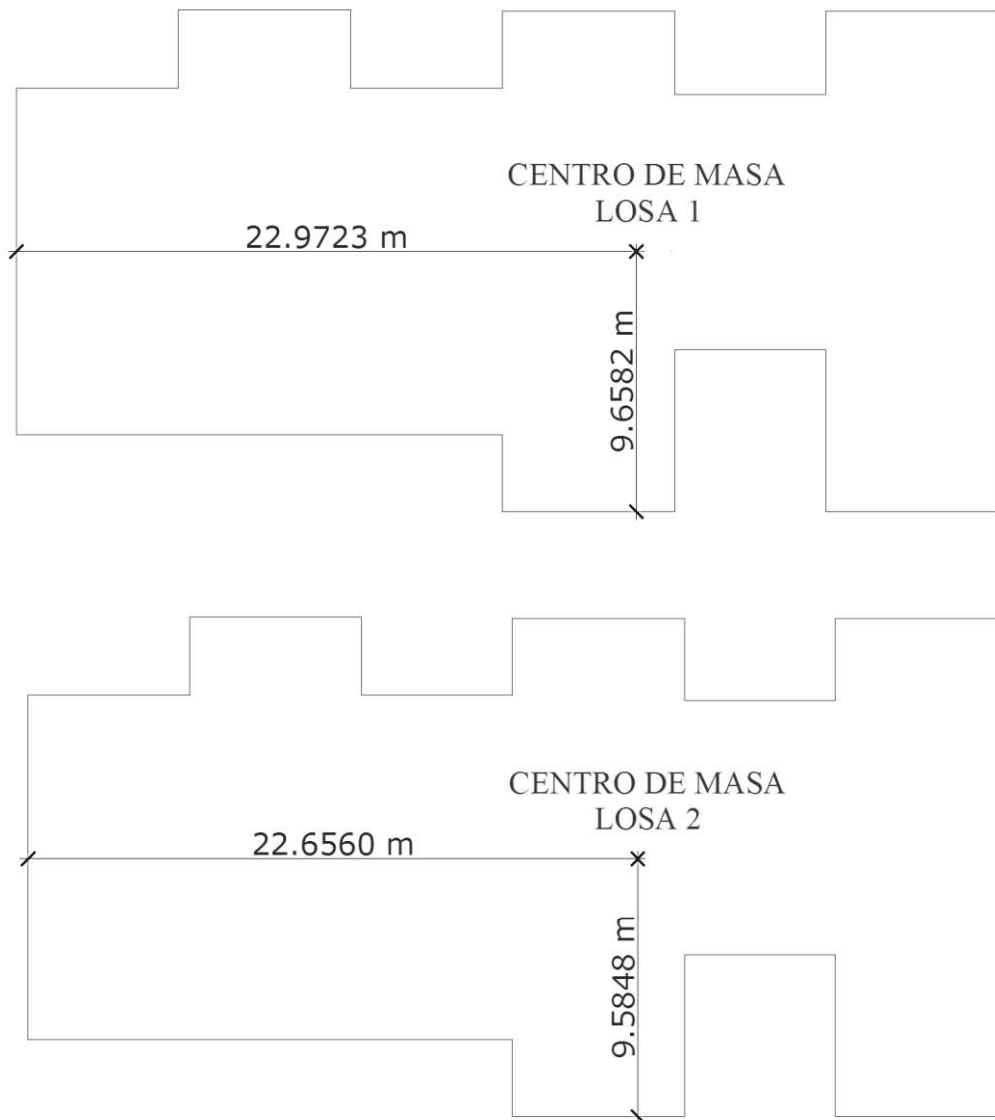 CENTRO DE MASA
LOSA 1
22.9723 m
9.6582 m
CENTRO DE MASA
LOSA 2
22.6560 m
9.5848 m